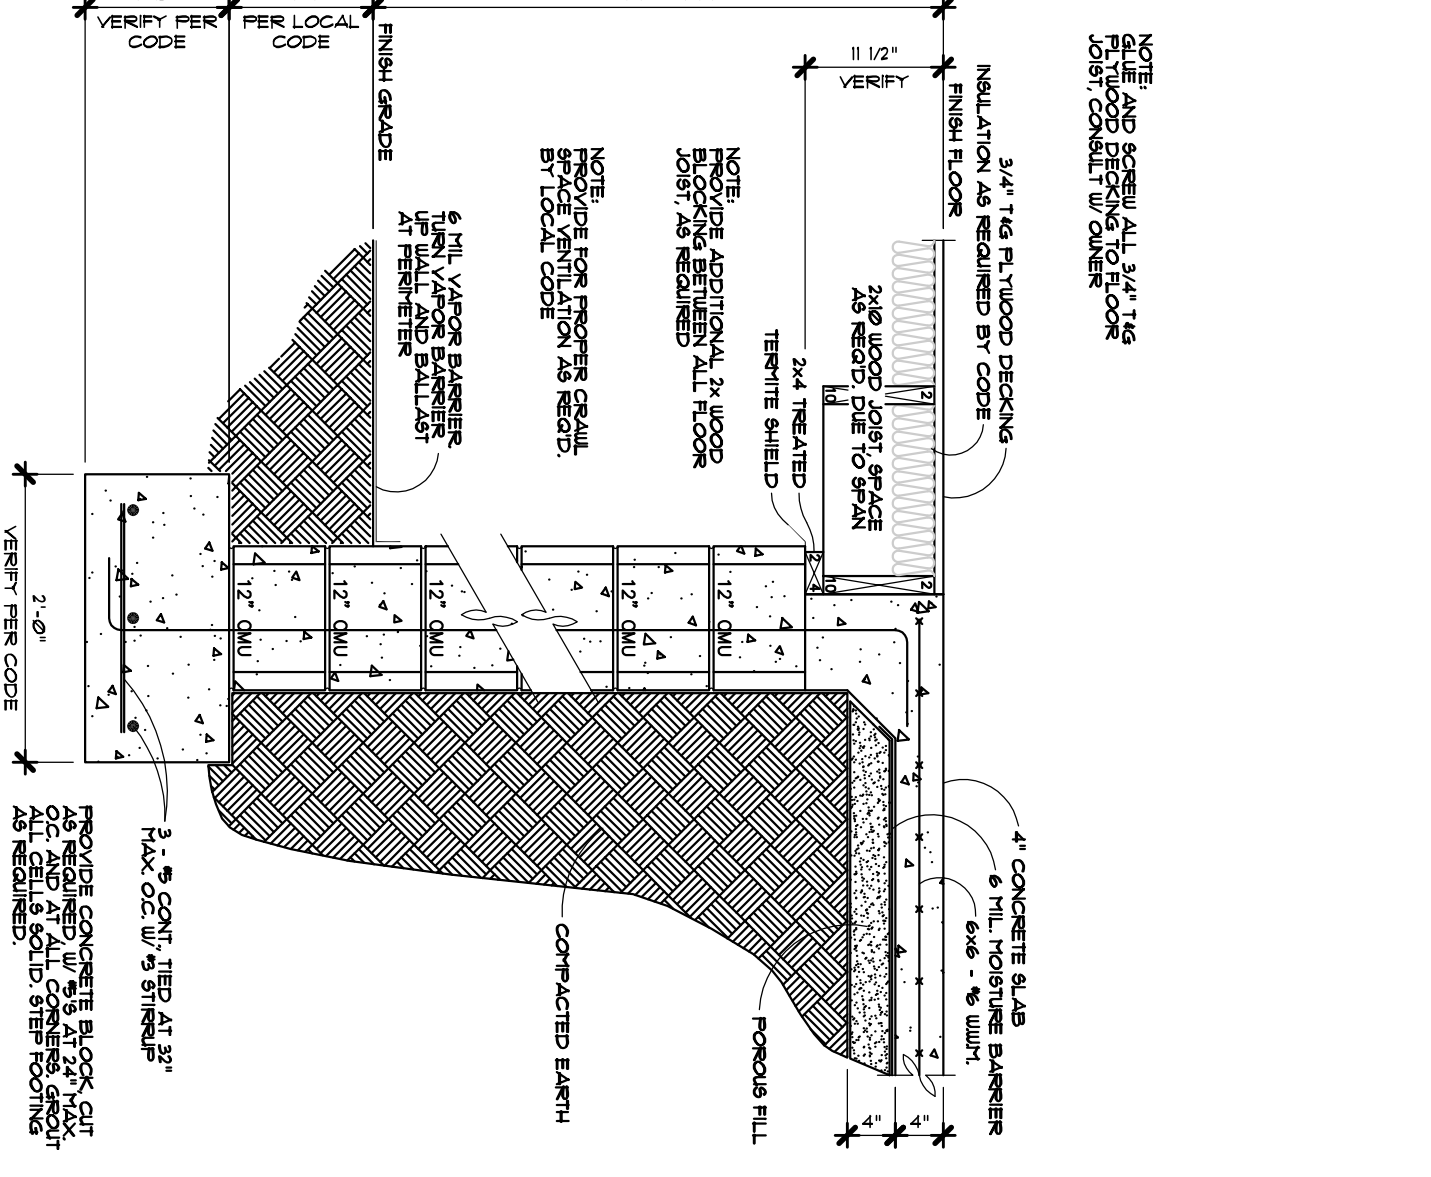 NOTE:
GLUE AND SCREW ALL 3/4" T&G
PLYWOOD DECKING TO FLOOR
JOIST, CONSULT W/ OWNER
3/4" T&G PLYWOOD DECKING
INSULATION AS REQUIRED BY CODE
FINISH FLOOR
11 1/2"
VERIFY
2x10 WOOD JOIST, SPACE
AS REQ'D. DUE TO SPAN
2
10
2
10
2
4
2x4 TREATED
TERMITE SHIELD
NOTE:
PROVIDE ADDITIONAL 2x WOOD
BLOCKING BETWEEN ALL FLOOR
JOIST, AS REQUIRED
NOTE:
PROVIDE FOR PROPER CRAWL
SPACE VENTILATION AS REQ'D.
BY LOCAL CODE
6 MIL VAPOR BARRIER,
TURN VAPOR BARRIER
UP WALL AND BALLAST
AT PERIMETER
FINISH GRADE
PER LOCAL
CODE
VERIFY PER
CODE
12" CMU
12" CMU
12" CMU
12" CMU
12" CMU
4" CONCRETE SLAB
6 MIL. MOISTURE BARRIER
6x6 - #6 W.W.M.
4"
4"
POROUS FILL
COMPACTED EARTH
3 - #5 CONT. TIED AT 32"
MAX. O.C. W/ #3 STIRRUP
PROVIDE CONCRETE BLOCK, CUT
AS REQUIRED, W/ #5'S AT 24" MAX.
O.C. AND AT ALL CORNERS. GROUT
ALL CELLS SOLID. STEP FOOTING
AS REQUIRED.
2'-0"
VERIFY PER CODE